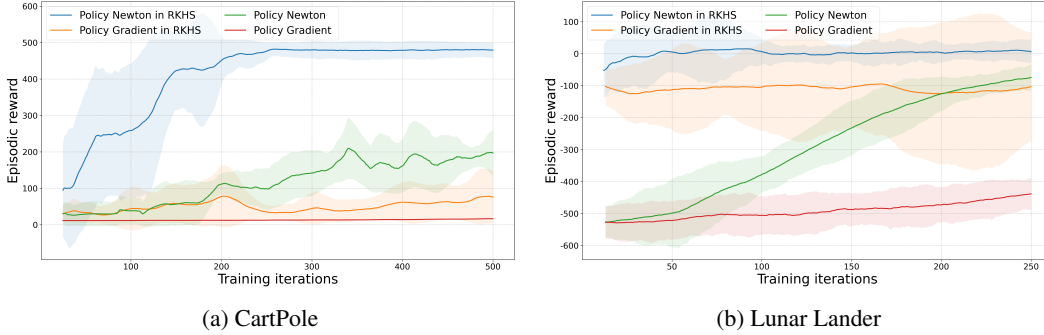 Policy Newton in RKHS
Policy Gradient in RKHS
Policy Newton
Policy Gradient
600
500
400
300
200
100
0
Episodic reward
100
200
300
400
500
Training iterations
(a) CartPole
Policy Newton in RKHS
Policy Gradient in RKHS
Policy Newton
Policy Gradient
100
0
-100
-200
-300
-400
-500
-600
Episodic reward
50
100
150
200
250
Training iterations
(b) Lunar Lander